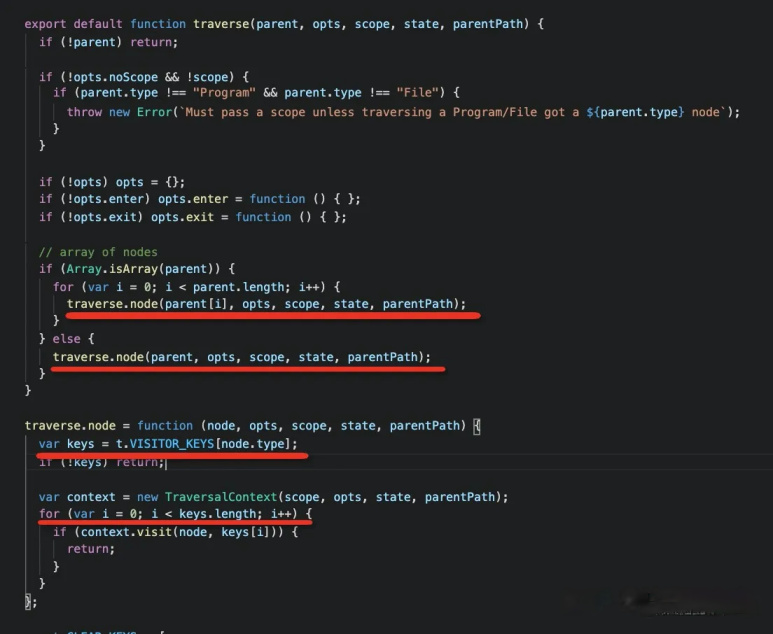 export default function traverse(parent, opts, scope, state, parentPath) {
if (!parent) return;
if (!opts.noScope && !scope) {
if (parent.type !== "Program" && parent.type !== "File") {
throw new Error(`Must pass a scope unless traversing a Program/File got a ${parent.type} node`);
}
}
if (!opts) opts = {};
if (!opts.enter) opts.enter = function () { };
if (!opts.exit) opts.exit = function () { };
// array of nodes
if (Array.isArray(parent)) {
for (var i = 0; i < parent.length; i++) {
traverse.node(parent[i], opts, scope, state, parentPath);
}
} else {
traverse.node(parent, opts, scope, state, parentPath);
}
}
traverse.node = function (node, opts, scope, state, parentPath) {
var keys = t.VISITOR_KEYS[node.type];
if (!keys) return;
var context = new TraversalContext(scope, opts, state, parentPath);
for (var i = 0; i < keys.length; i++) {
if (context.visit(node, keys[i])) {
return;
}
}
};